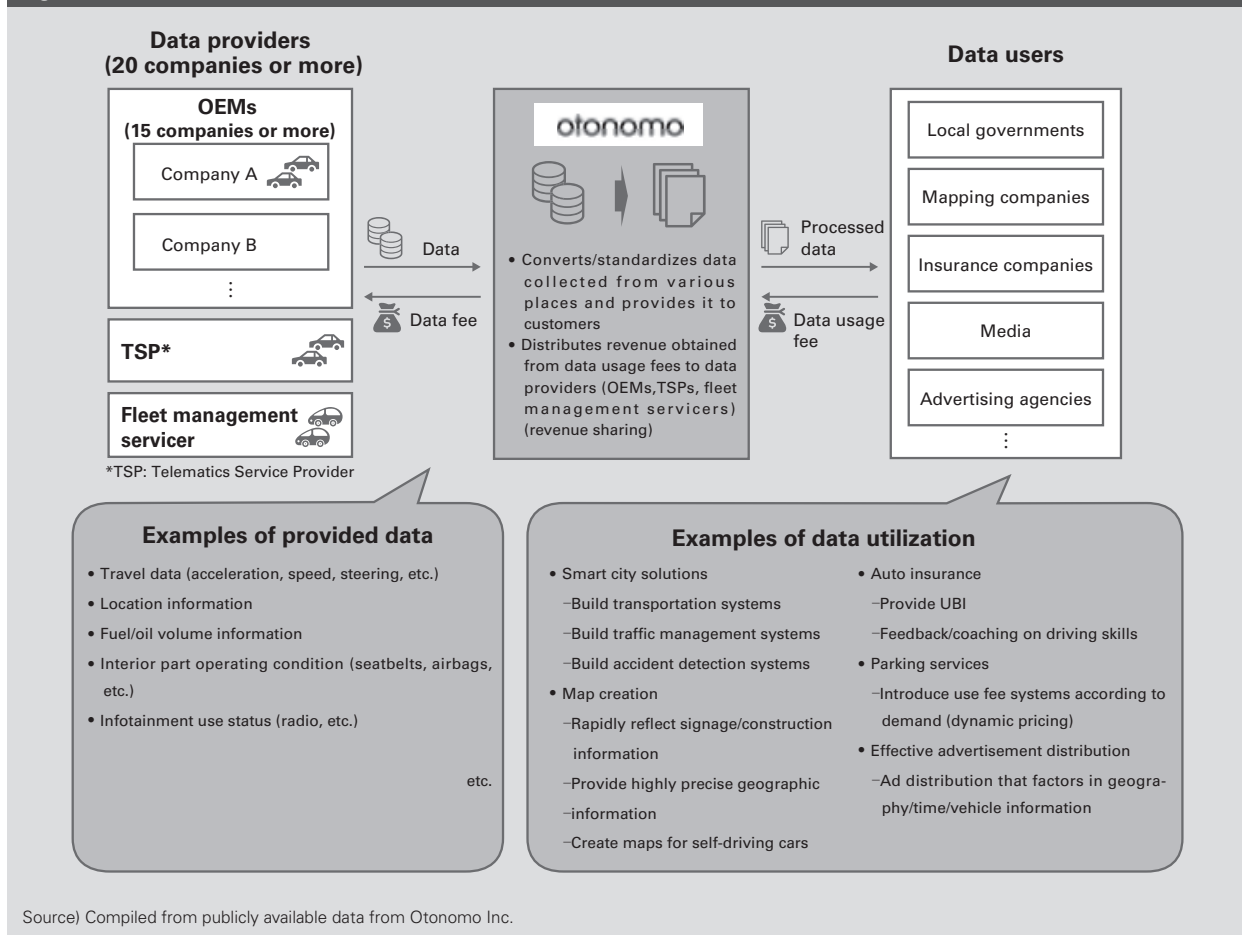 Data providers
(20 companies or more)
OEMs
(15 companies or more)
Company A
Company B
⋮
TSP*
Fleet management
servicer
*TSP: Telematics Service Provider
Data
Data fee
otonomo
• Converts/standardizes data
collected from various
places and provides it to
customers
• Distributes revenue obtained
from data usage fees to data
providers (OEMs,TSPs, fleet
management servicers)
(revenue sharing)
Processed
data
Data usage
fee
Data users
Local governments
Mapping companies
Insurance companies
Media
Advertising agencies
⋮
Examples of provided data
• Travel data (acceleration, speed, steering, etc.)
• Location information
• Fuel/oil volume information
• Interior part operating condition (seatbelts, airbags,
etc.)
• Infotainment use status (radio, etc.)
etc.
Examples of data utilization
• Smart city solutions
–Build transportation systems
–Build traffic management systems
–Build accident detection systems
• Map creation
–Rapidly reflect signage/construction
information
–Provide highly precise geographic
–information
–Create maps for self-driving cars
• Auto insurance
–Provide UBI
–Feedback/coaching on driving skills
• Parking services
–Introduce use fee systems according to
demand (dynamic pricing)
• Effective advertisement distribution
–Ad distribution that factors in geogra-
phy/time/vehicle information
Source) Compiled from publicly available data from Otonomo Inc.